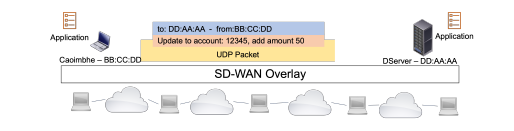 to: DD:AA:AA - from:BB:CC:DD
Update to account: 12345, add amount 50
UDP Packet
Application
Application
Caoimbhe – BB:CC:DD
DServer – DD:AA:AA
SD-WAN Overlay